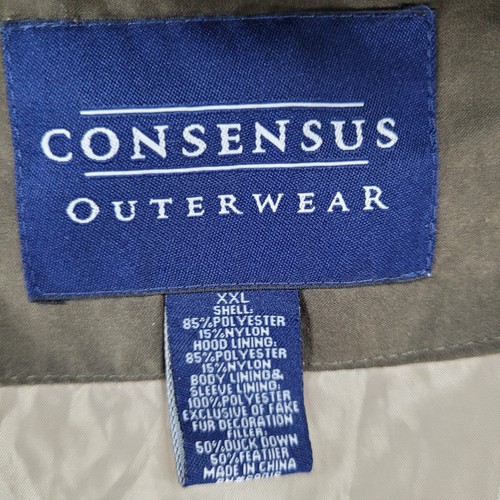 CONSENSUS
OUTERWEAR
XXL
SHELL:
85%POLYESTER
15%NYLON
HOOD LINING:
85%POLYESTER
15%NYLON
BODY LINING&
SLEEVE LINING:
100%POLYESTER
EXCLUSIVE OF FAKE
FUR DECORATION
FILLER:
50%DUCK DOWN
50%FEATHER
MADE IN CHINA